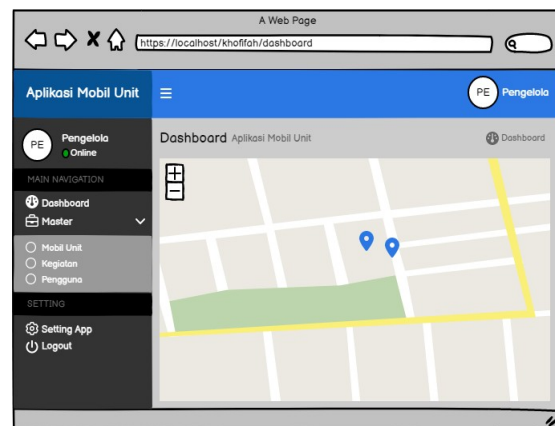 A Web Page
https://localhost/khofifah/dashboard
Aplikasi Mobil Unit
PE Pengelola
PE Pengelola
Online
Dashboard Aplikasi Mobil Unit
Dashboard
MAIN NAVIGATION
Dashboard
Master
Mobil Unit
Kegiatan
Pengguna
SETTING
Setting App
Logout